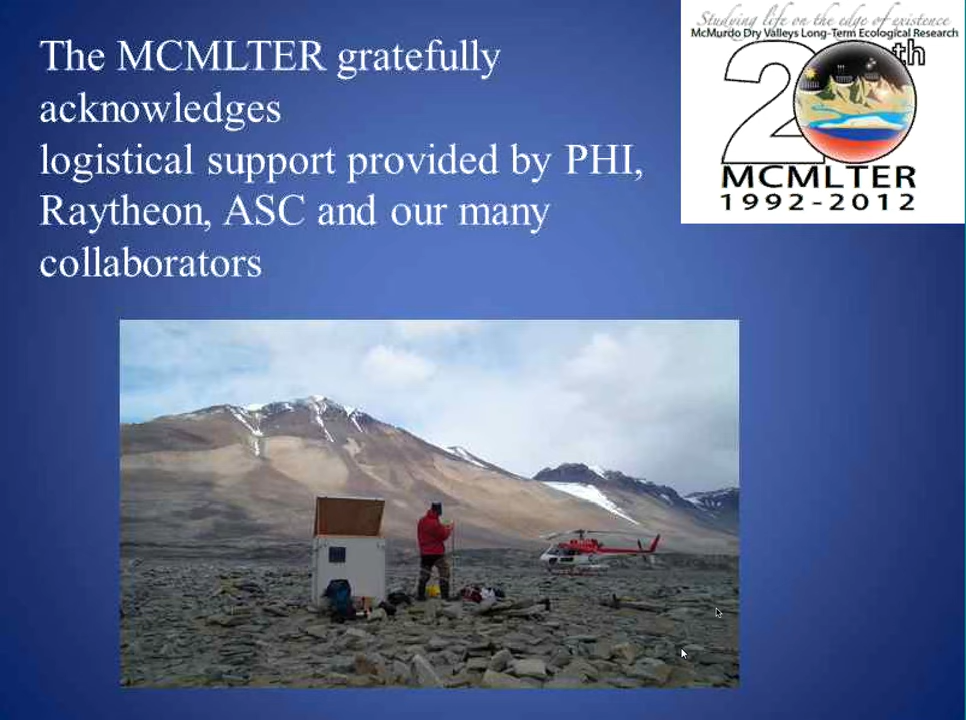 The MCMLTER gratefully
acknowledges
logistical support provided by PHI,
Raytheon, ASC and our many
collaborators
Studying life on the edge of existence
McMurdo Dry Valleys Long-Term Ecological Research
20th
MCMLTER
1992-2012